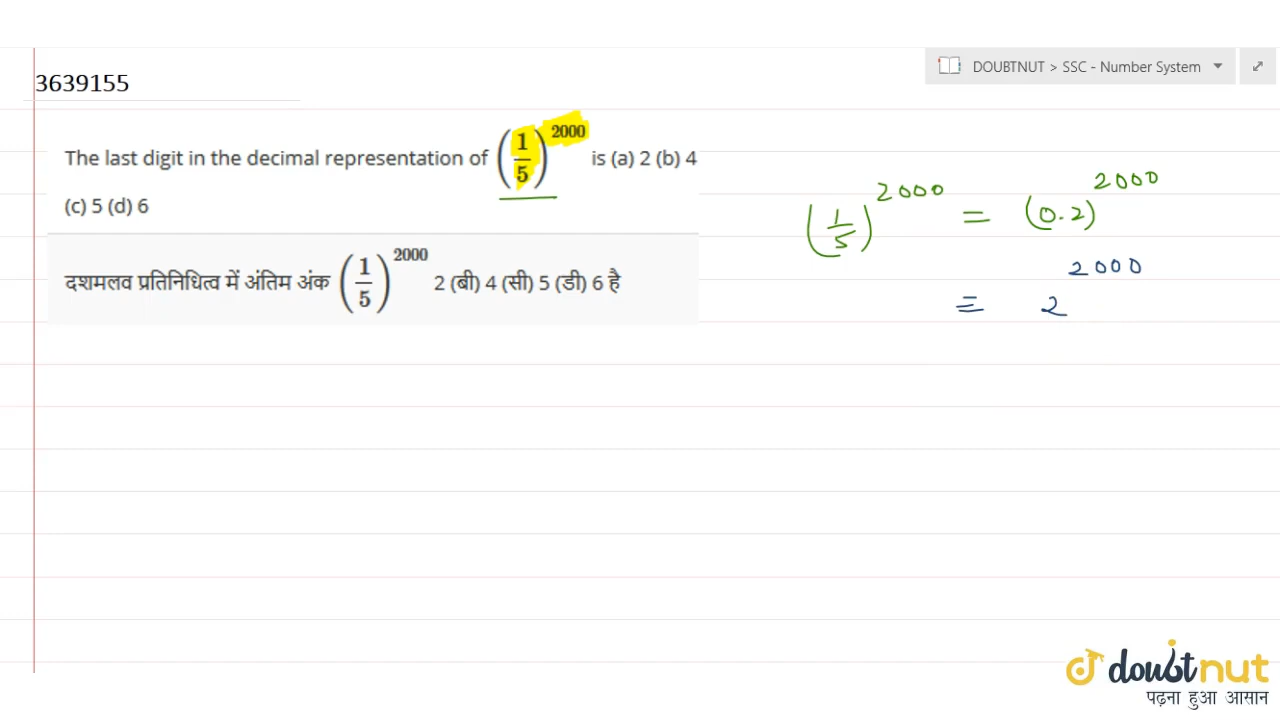 3639155
DOUBTNUT > SSC - Number System
The last digit in the decimal representation of (1/5)^2000 is (a) 2 (b) 4
(c) 5 (d) 6
दशमलव प्रतिनिधित्व में अंतिम अंक (1/5)^2000 2 (बी) 4 (सी) 5 (डी) 6 है
(1/5)^2000 = (0.2)^2000
= 2^2000
doubtnut
पढ़ना हुआ आसान